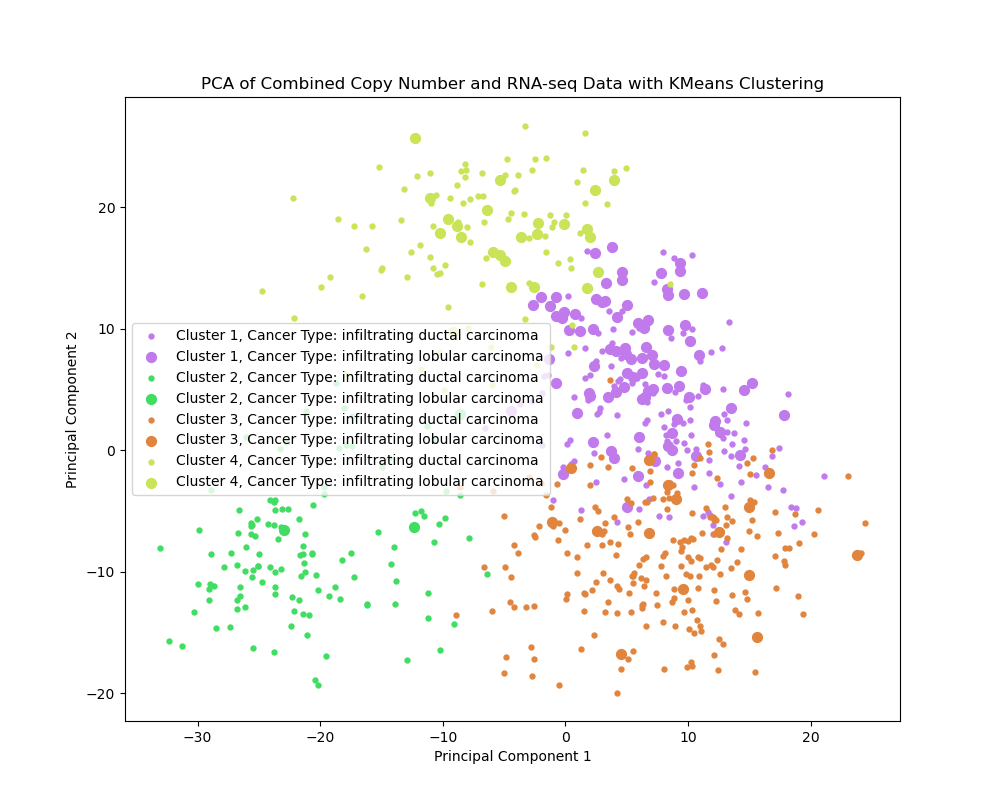 PCA of Combined Copy Number and RNA-seq Data with KMeans Clustering
20
10
0
−10
−20
Principal Component 2
Cluster 1, Cancer Type: infiltrating ductal carcinoma
Cluster 1, Cancer Type: infiltrating lobular carcinoma
Cluster 2, Cancer Type: infiltrating ductal carcinoma
Cluster 2, Cancer Type: infiltrating lobular carcinoma
Cluster 3, Cancer Type: infiltrating ductal carcinoma
Cluster 3, Cancer Type: infiltrating lobular carcinoma
Cluster 4, Cancer Type: infiltrating ductal carcinoma
Cluster 4, Cancer Type: infiltrating lobular carcinoma
−30 −20 −10 0 10 20
Principal Component 1